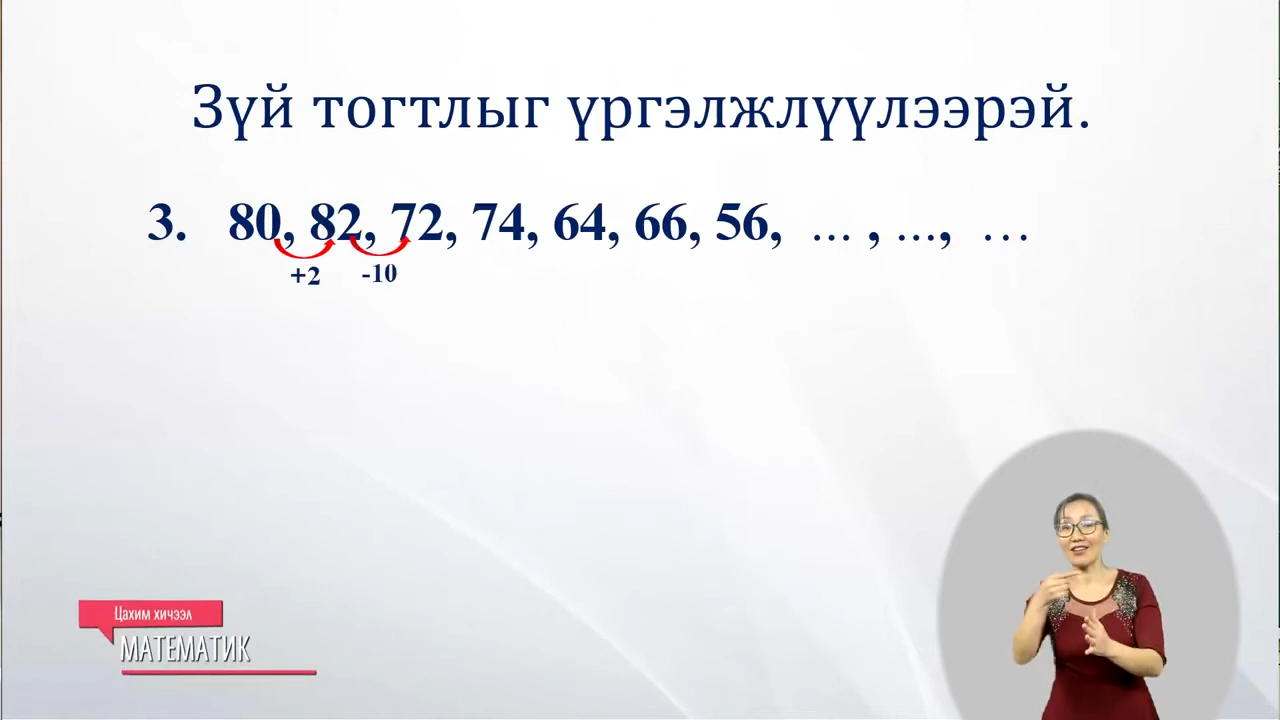 Зүй тогтлыг үргэлжлүүлээрэй.
3. 80, 82, 72, 74, 64, 66, 56, ... , ..., ...
+2 -10
Цахим хичээл
МАТЕМАТИК